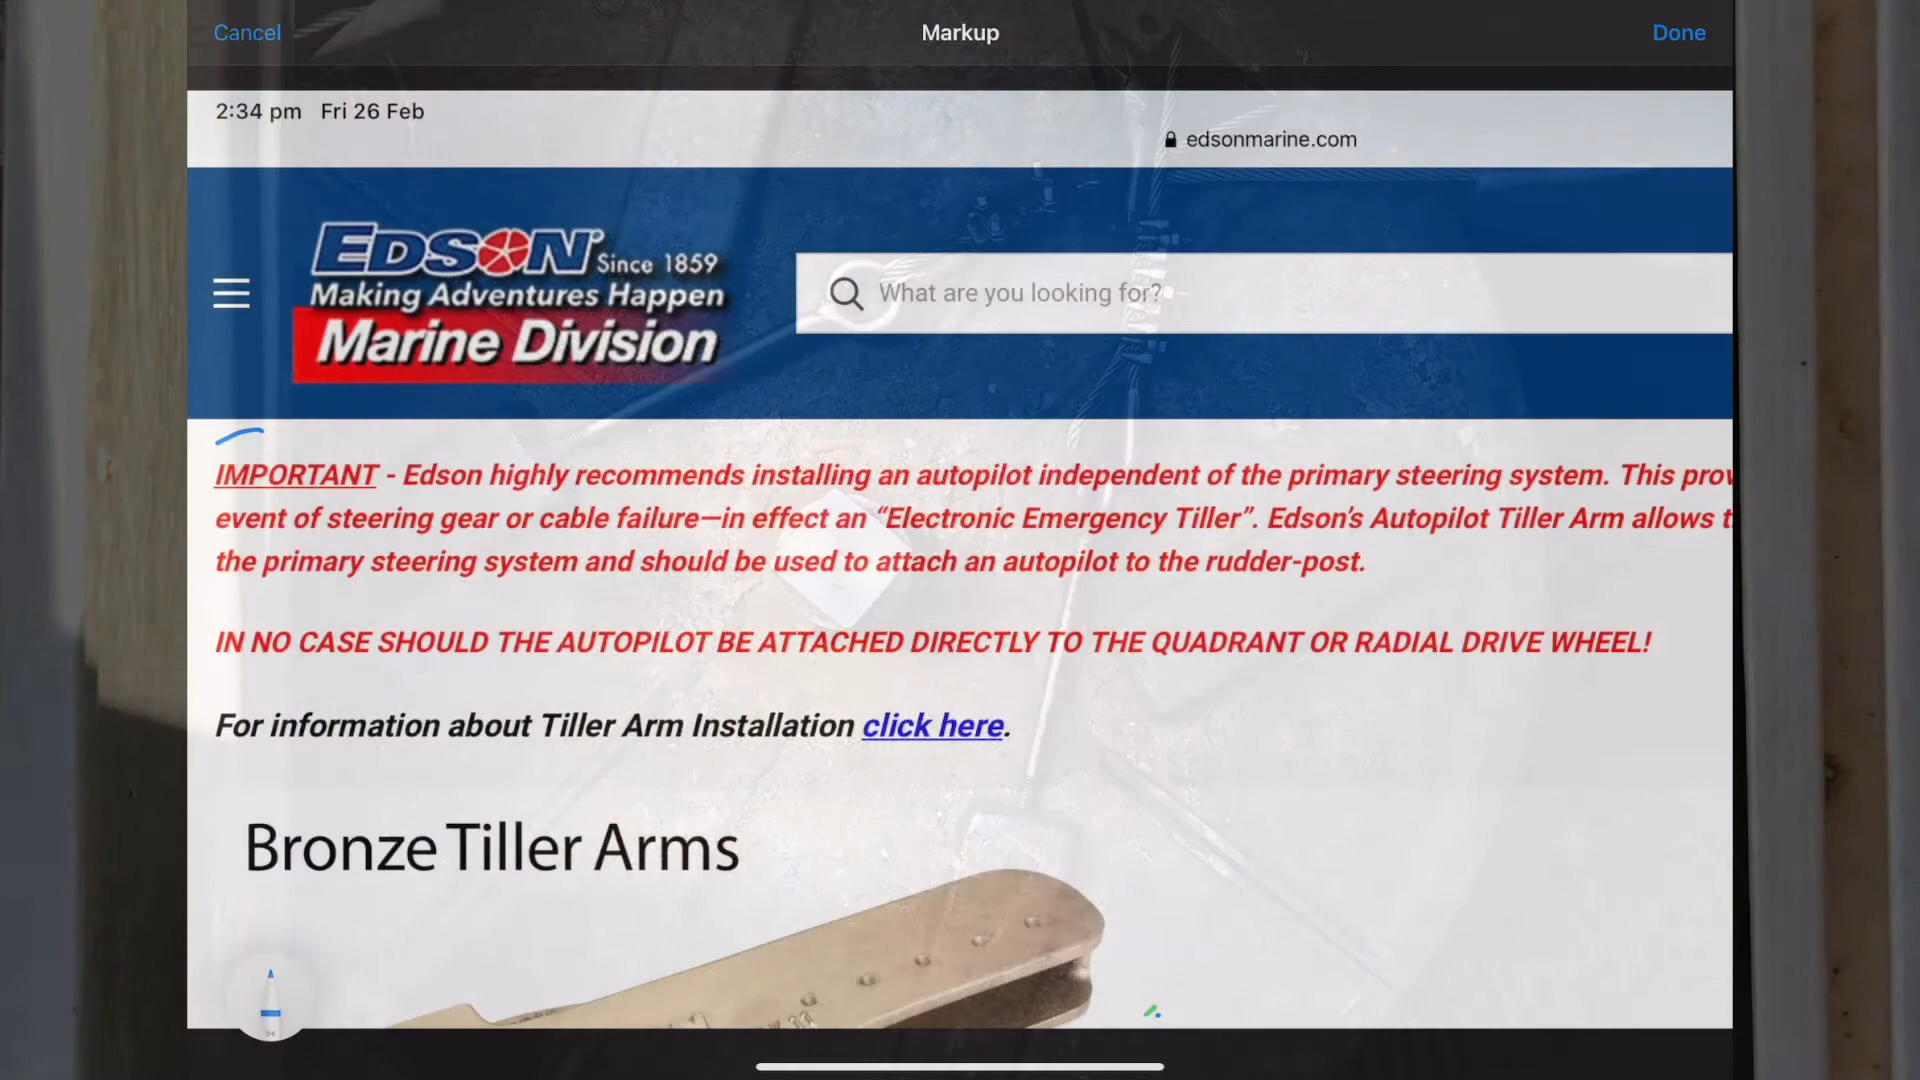 Cancel
Markup
Done
2:34 pm Fri 26 Feb
edsonmarine.com
EDSON® Since 1859
Making Adventures Happen
Marine Division
What are you looking for?
IMPORTANT - Edson highly recommends installing an autopilot independent of the primary steering system. This
event of steering gear or cable failure—in effect an “Electronic Emergency Tiller”. Edson’s Autopilot Tiller Arm allows
the primary steering system and should be used to attach an autopilot to the rudder-post.
IN NO CASE SHOULD THE AUTOPILOT BE ATTACHED DIRECTLY TO THE QUADRANT OR RADIAL DRIVE WHEEL!
For information about Tiller Arm Installation click here.
Bronze Tiller Arms